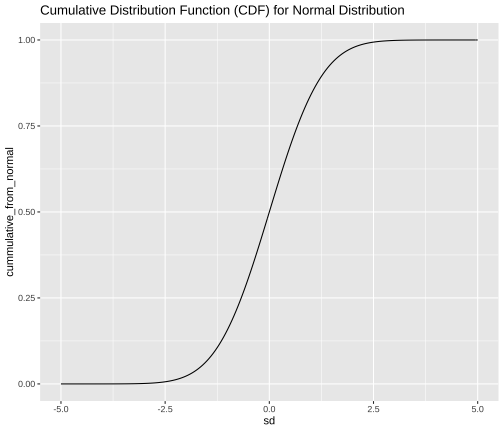 Cumulative Distribution Function (CDF) for Normal Distribution
1.00
0.75
0.50
0.25
0.00
cummulative_from_normal
-5.0 -2.5 0.0 2.5 5.0
sd